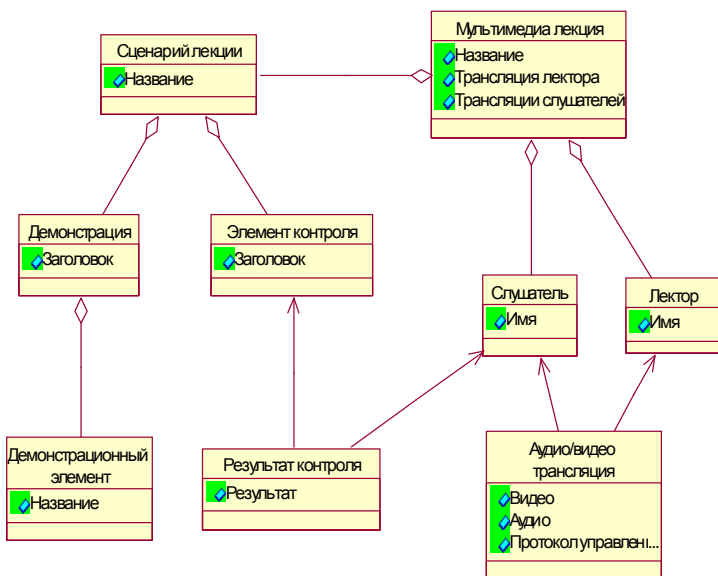 Сценарий лекции
Название
Мультимедиа лекция
Название
Трансляция лектора
Трансляции слушателей
Демонстрация
Заголовок
Элемент контроля
Заголовок
Слушатель
Имя
Лектор
Имя
Демонстрационный
элемент
Название
Результат контроля
Результат
Аудио/видео
трансляция
Видео
Аудио
Протокол управлені...